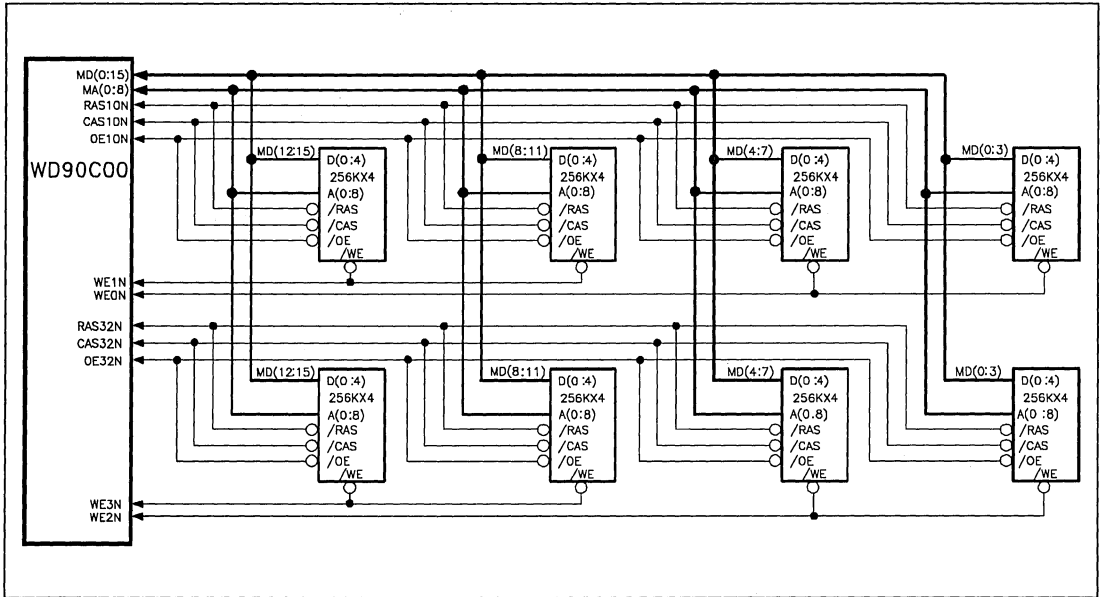 MD(0:15)
MA(0:8)
RAS10N
CAS10N
OE10N
WD90C00
WE1N
WE0N
RAS32N
CAS32N
OE32N
WE3N
WE2N
MD(12:15)
D(0:4)
256KX4
A(0:8)
/RAS
/CAS
/OE
/WE
MD(8:11)
D(0:4)
256KX4
A(0:8)
/RAS
/CAS
/OE
/WE
MD(4:7)
D(0:4)
256KX4
A(0:8)
/RAS
/CAS
/OE
/WE
MD(0:3)
D(0:4)
256KX4
A(0:8)
/RAS
/CAS
/OE
/WE
MD(12:15)
D(0:4)
256KX4
A(0:8)
/RAS
/CAS
/OE
/WE
MD(8:11)
D(0:4)
256KX4
A(0:8)
/RAS
/CAS
/OE
/WE
MD(4:7)
D(0:4)
256KX4
A(0.8)
/RAS
/CAS
/OE
/WE
MD(0:3)
D(0:4)
256KX4
A(0:8)
/RAS
/CAS
/OE
/WE